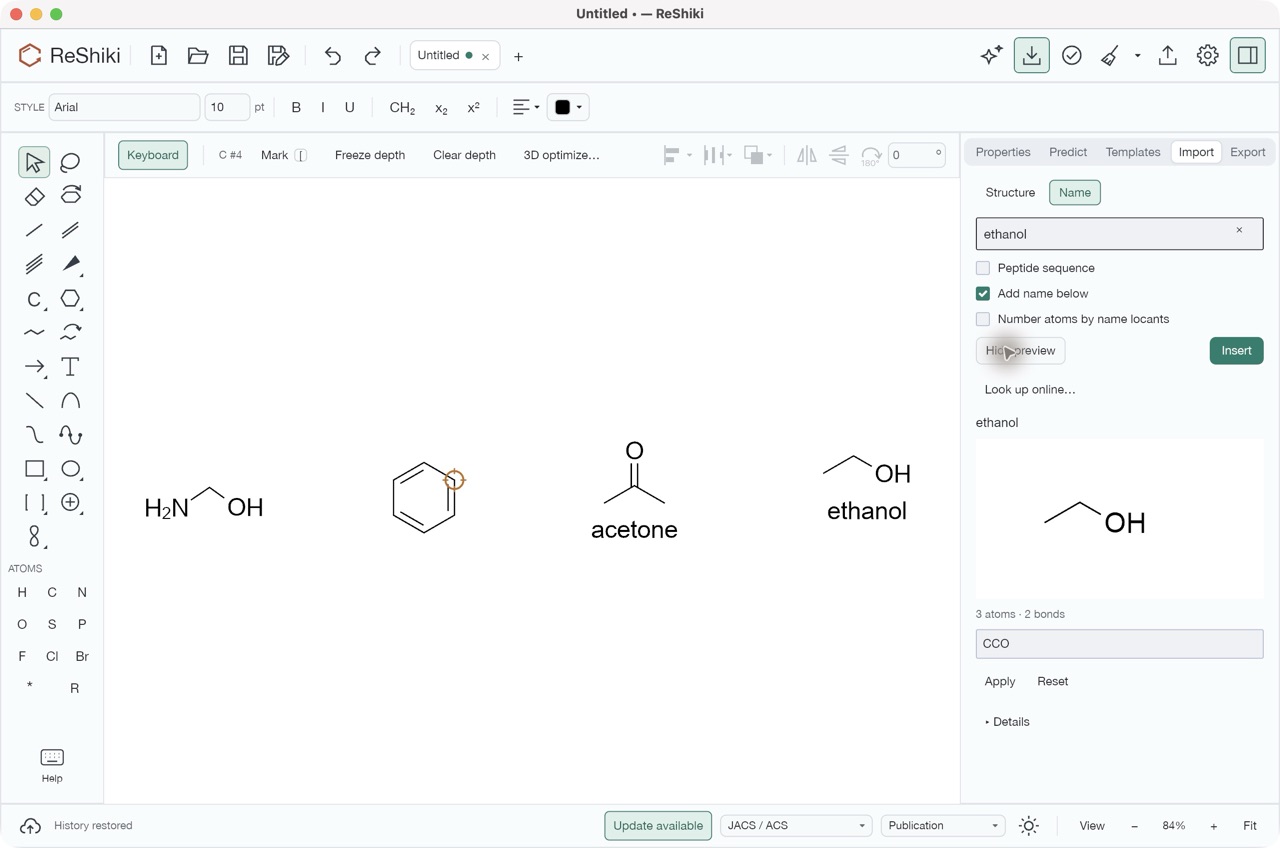 Untitled • — ReShiki
ReShiki
Untitled
STYLE Arial 10 pt B I U CH₂ x₂ x²
Keyboard C #4 Mark [ Freeze depth Clear depth 3D optimize… 180° 0 °
Properties Predict Templates Import Export
Structure Name
ethanol
Peptide sequence
Add name below
Number atoms by name locants
Hide preview Insert
Look up online…
ethanol
OH
3 atoms · 2 bonds
CCO
Apply Reset
Details
H₂N OH
O
acetone
OH
ethanol
C
T
ATOMS
H C N
O S P
F Cl Br
* R
Help
History restored Update available JACS / ACS Publication View − 84% + Fit